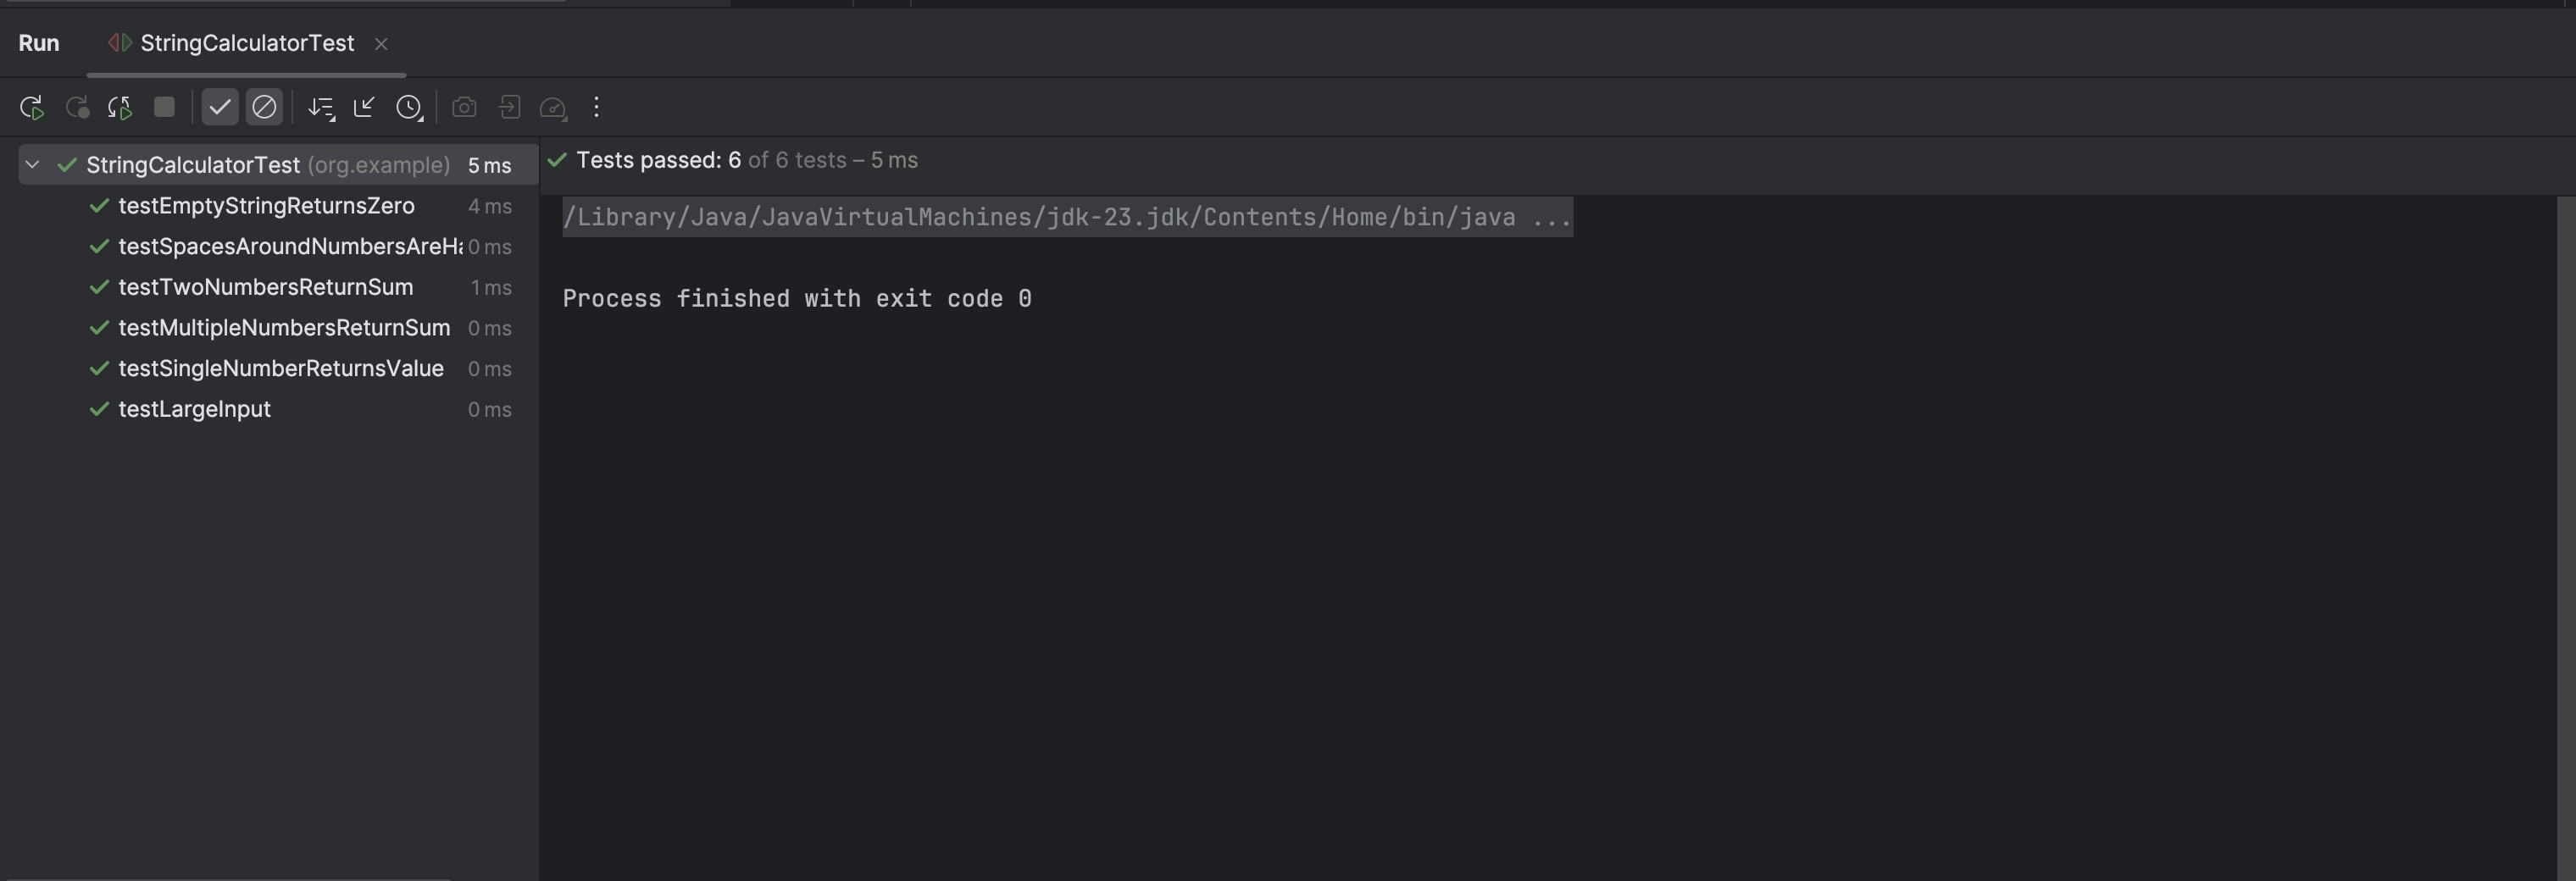 Run StringCalculatorTest
StringCalculatorTest (org.example) 5 ms
testEmptyStringReturnsZero 4 ms
testSpacesAroundNumbersAreHa 0 ms
testTwoNumbersReturnSum 1 ms
testMultipleNumbersReturnSum 0 ms
testSingleNumberReturnsValue 0 ms
testLargeInput 0 ms
Tests passed: 6 of 6 tests – 5 ms
/Library/Java/JavaVirtualMachines/jdk-23.jdk/Contents/Home/bin/java ...
Process finished with exit code 0